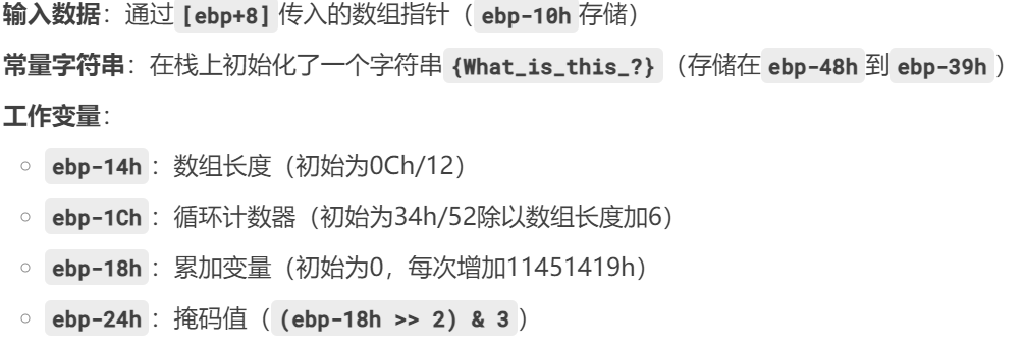 输入数据：通过 [ebp+8] 传入的数组指针（ ebp-10h 存储）
常量字符串：在栈上初始化了一个字符串 {What_is_this_?} （存储在 ebp-48h 到 ebp-39h ）
工作变量：
ebp-14h ：数组长度（初始为0Ch/12）
ebp-1Ch ：循环计数器（初始为34h/52除以数组长度加6）
ebp-18h ：累加变量（初始为0，每次增加11451419h）
ebp-24h ：掩码值（ (ebp-18h >> 2) & 3 ）